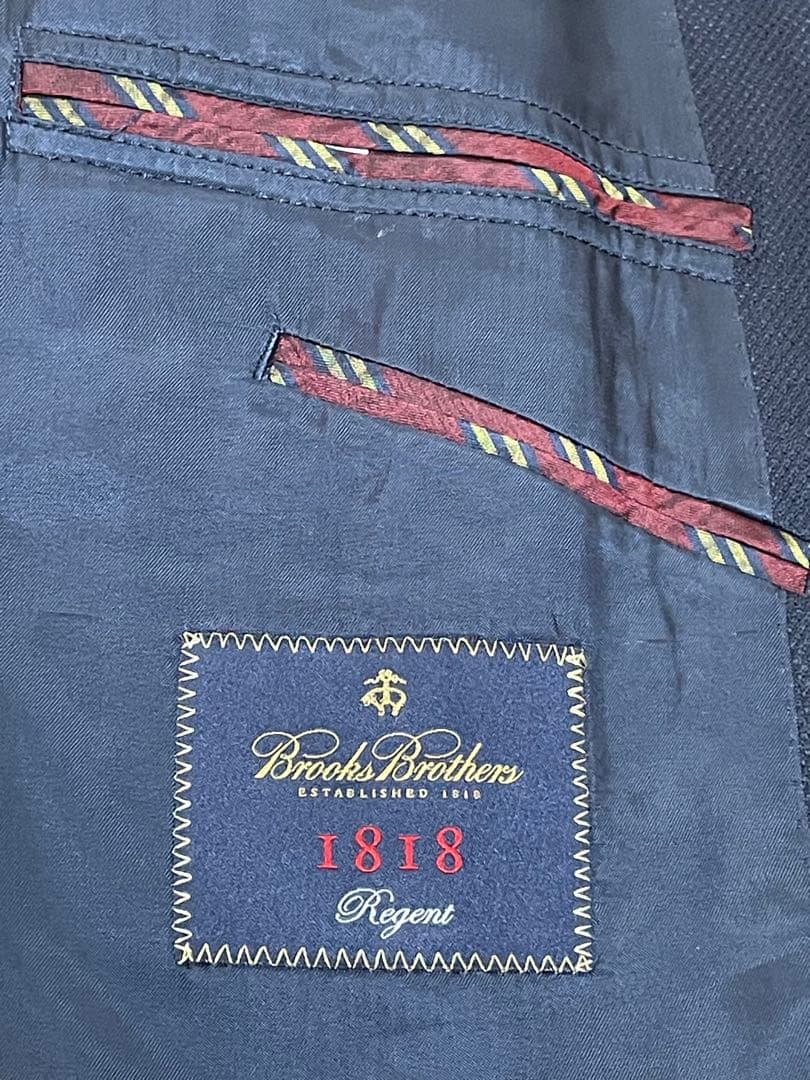 Brooks Brothers
ESTABLISHED 1818
1818
Regent